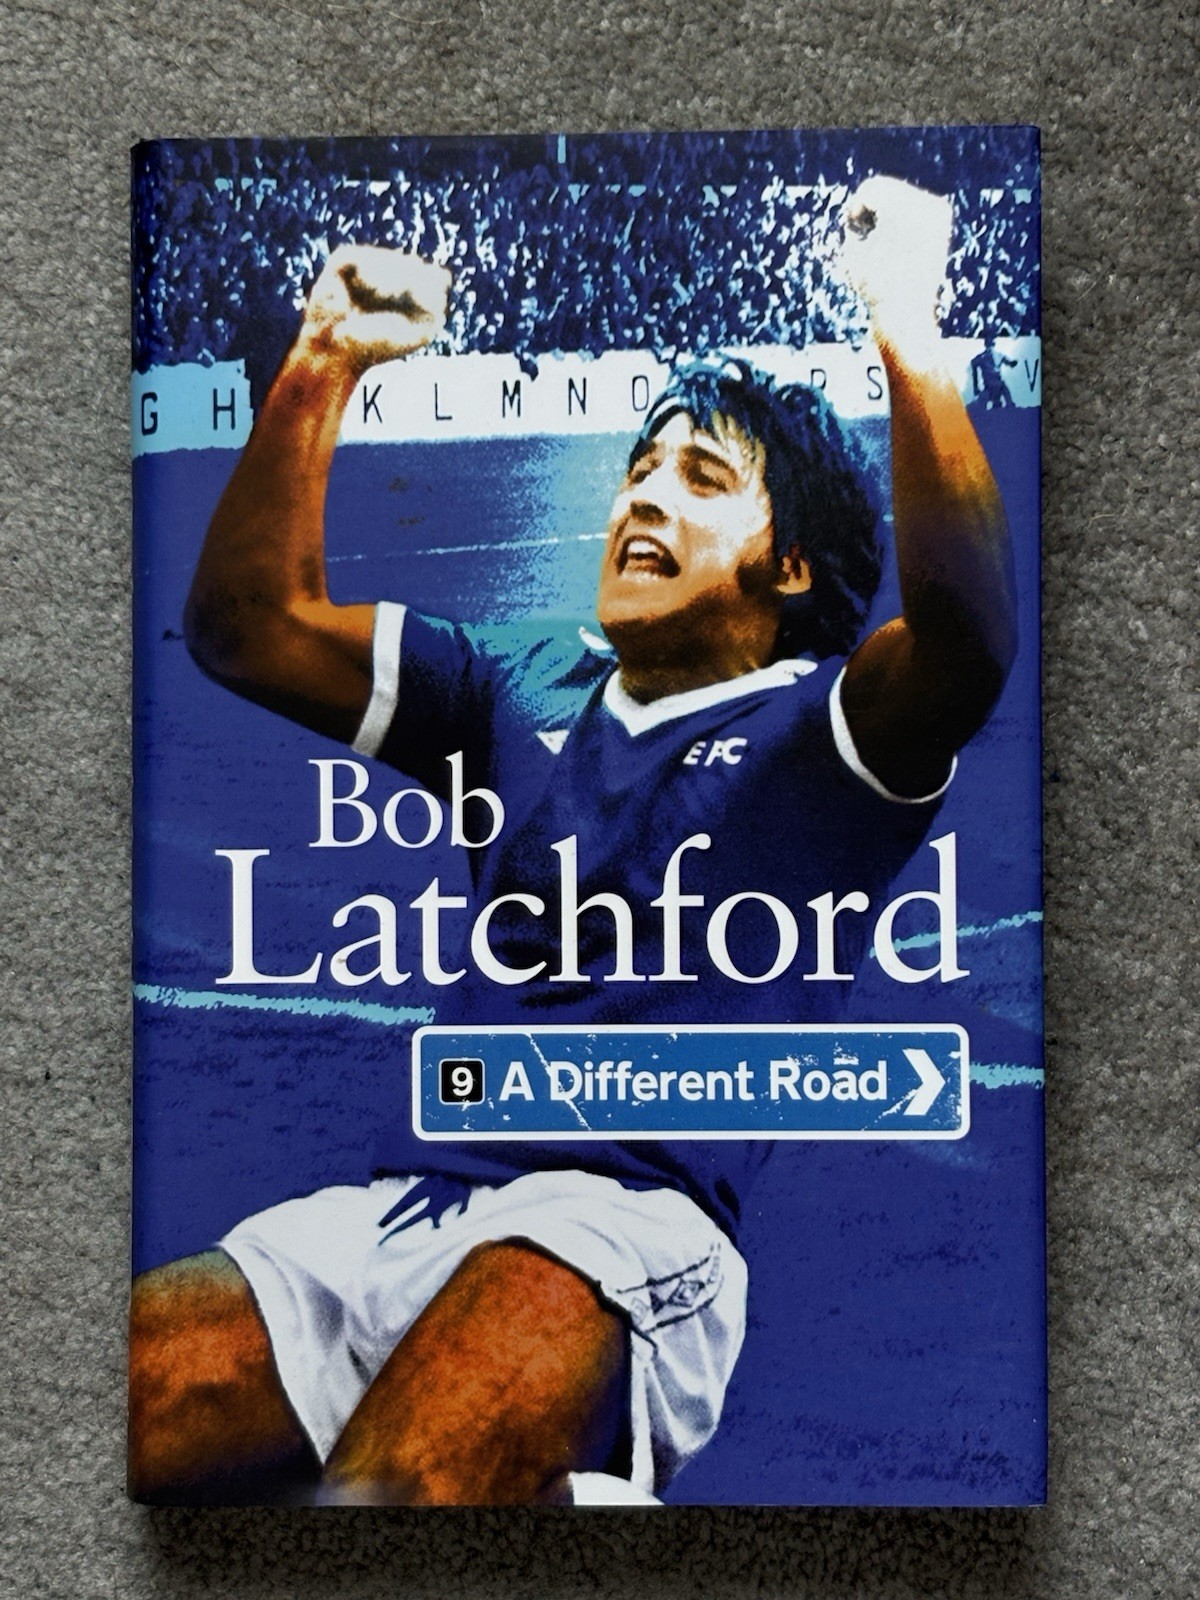 G H K L M N O P S V
EFC
Bob
Latchford
9 A Different Road